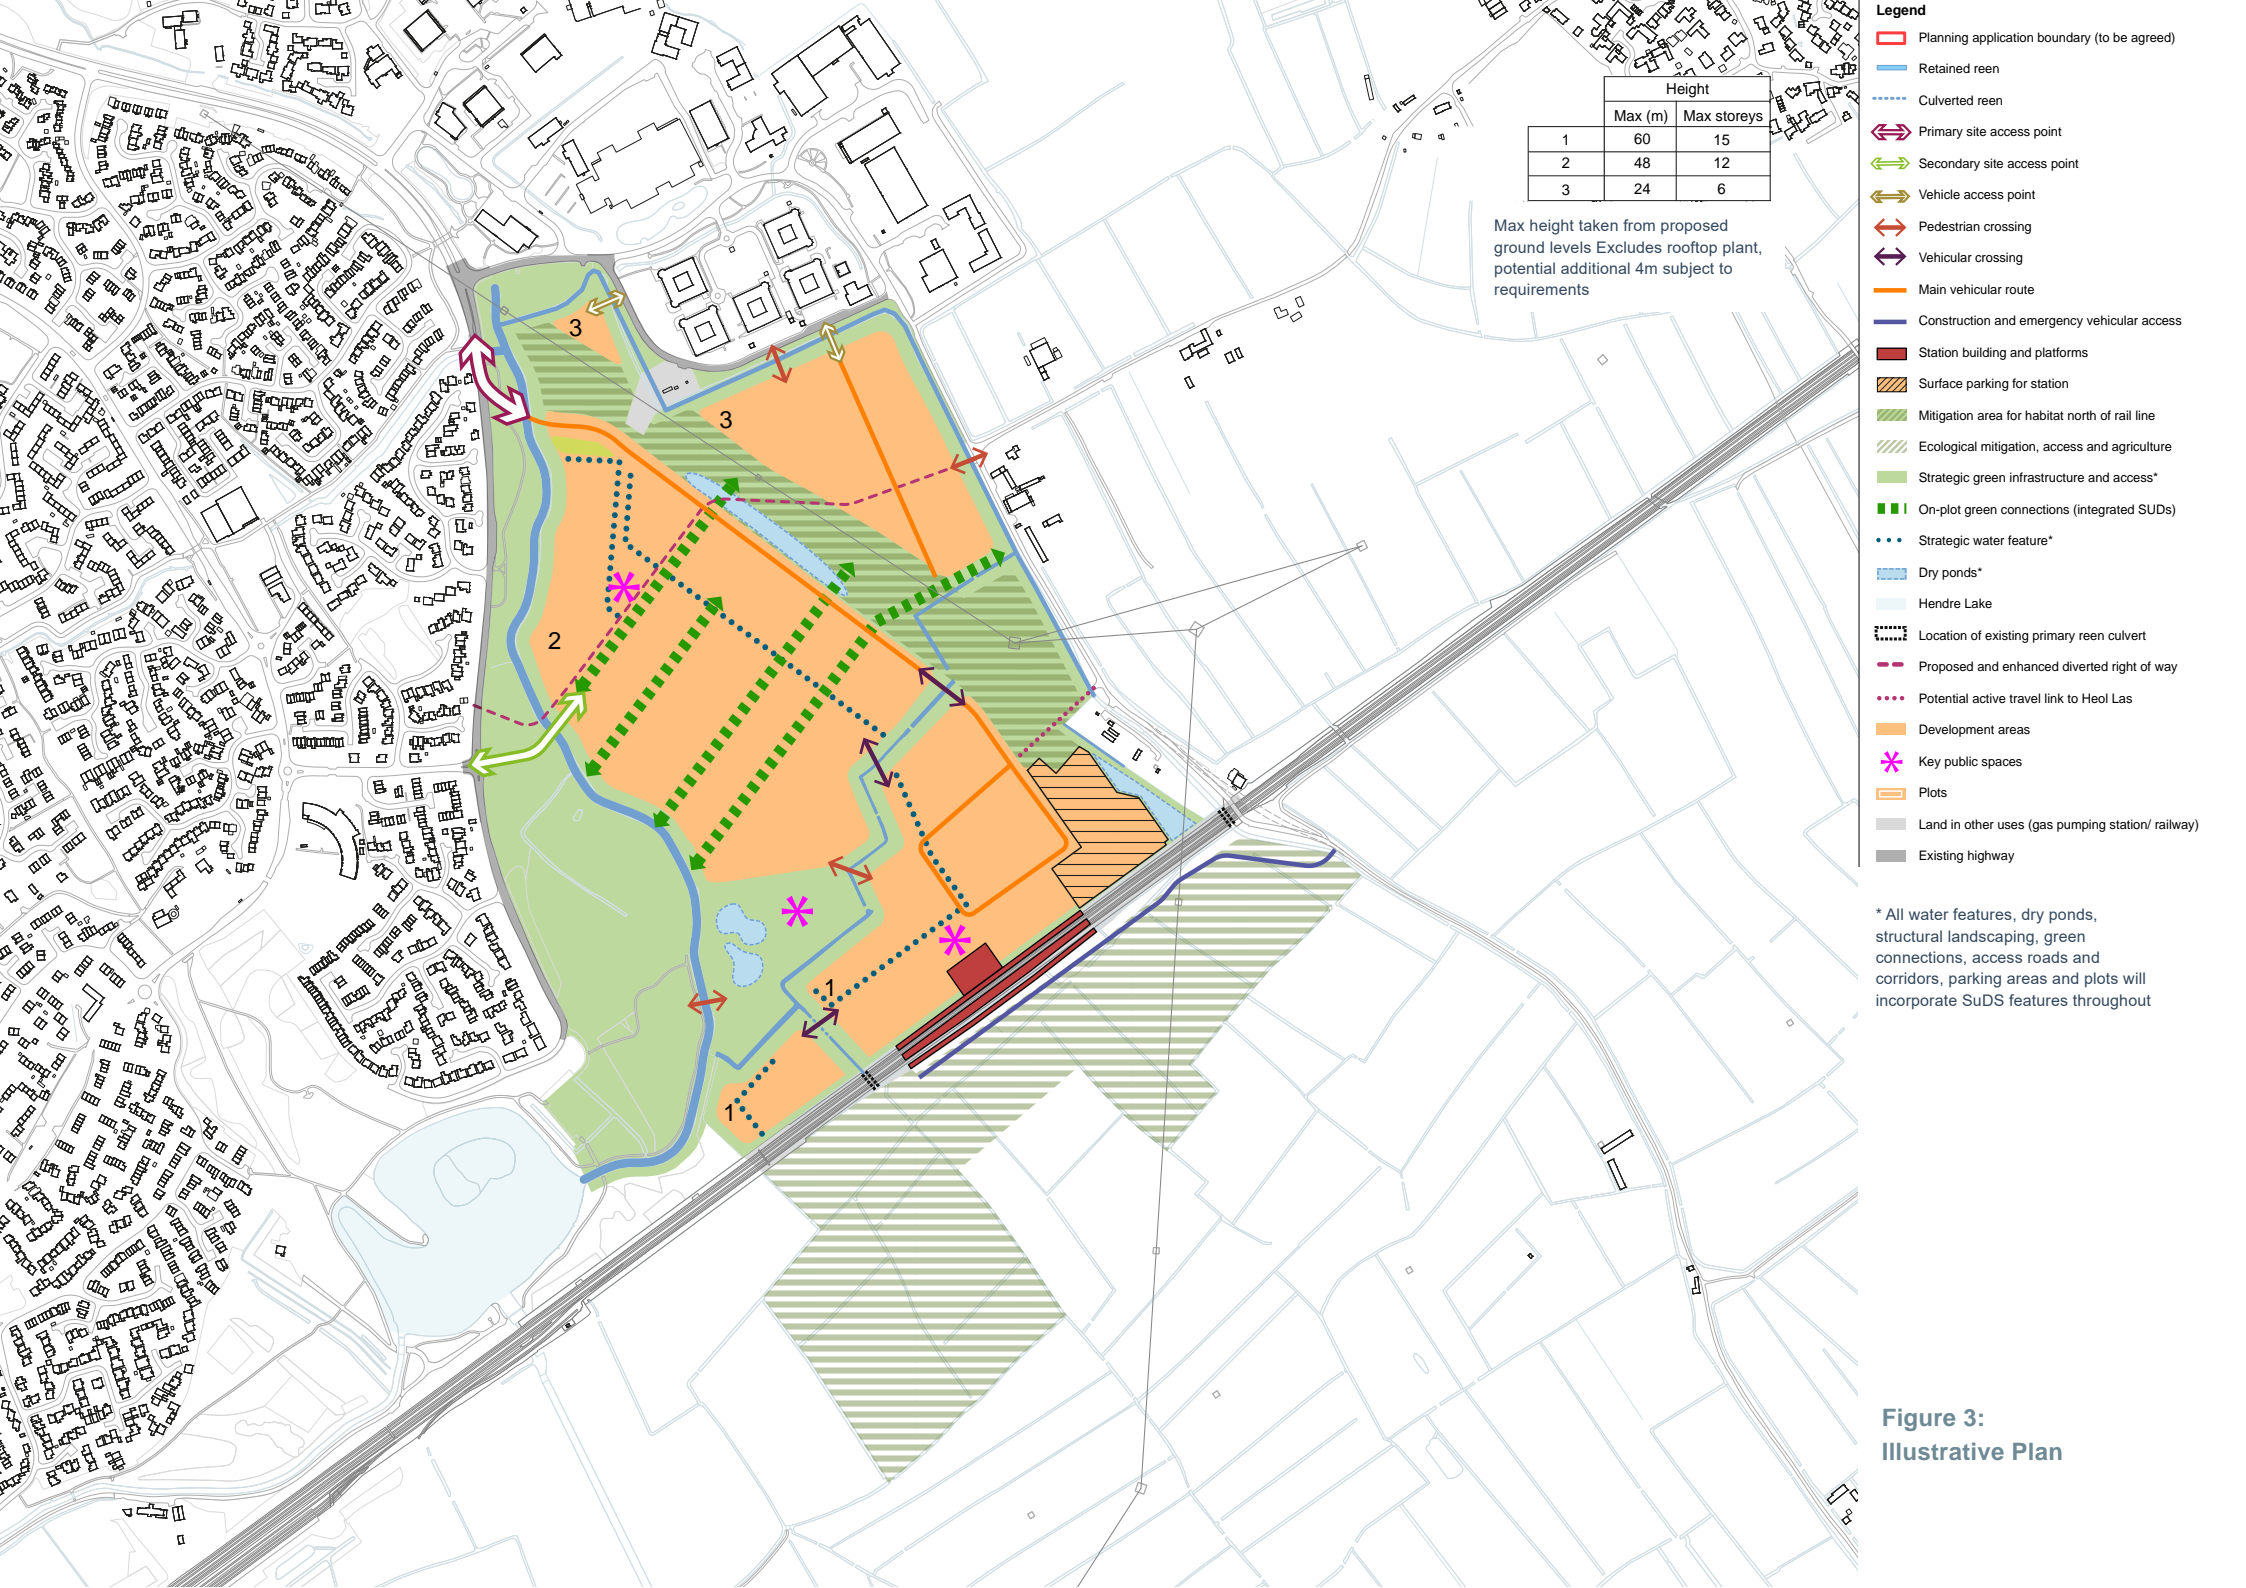 Legend
Planning application boundary (to be agreed)
Retained reen
Culverted reen
Primary site access point
Secondary site access point
Vehicle access point
Pedestrian crossing
Vehicular crossing
Main vehicular route
Construction and emergency vehicular access
Station building and platforms
Surface parking for station
Mitigation area for habitat north of rail line
Ecological mitigation, access and agriculture
Strategic green infrastructure and access*
On-plot green connections (integrated SUDs)
Strategic water feature*
Dry ponds*
Hendre Lake
Location of existing primary reen culvert
Proposed and enhanced diverted right of way
Potential active travel link to Heol Las
Development areas
Key public spaces
Plots
Land in other uses (gas pumping station/ railway)
Existing highway
* All water features, dry ponds,
structural landscaping, green
connections, access roads and
corridors, parking areas and plots will
incorporate SuDS features throughout
Height
Max (m) Max storeys
1 60 15
2 48 12
3 24 6
Max height taken from proposed
ground levels Excludes rooftop plant,
potential additional 4m subject to
requirements
3
3
2
1
1
Figure 3:
Illustrative Plan